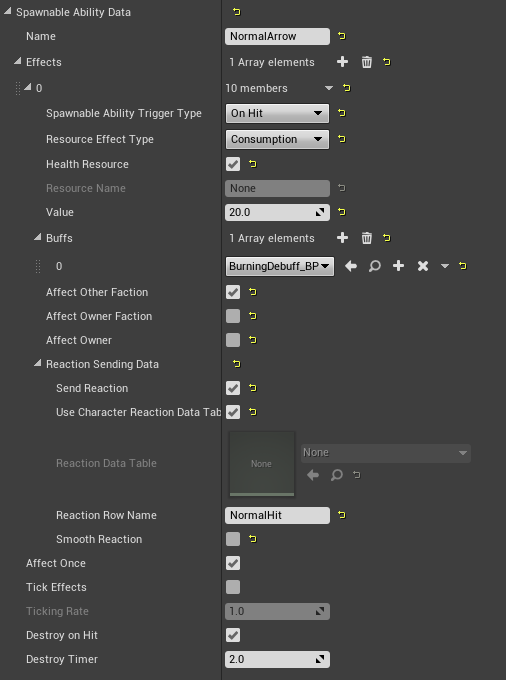 Spawnable Ability Data
Name NormalArrow
Effects 1 Array elements
0 10 members
Spawnable Ability Trigger Type On Hit
Resource Effect Type Consumption
Health Resource
Resource Name None
Value 20.0
Buffs 1 Array elements
0 BurningDebuff_BP
Affect Other Faction
Affect Owner Faction
Affect Owner
Reaction Sending Data
Send Reaction
Use Character Reaction Data Tab
None
Reaction Data Table None
Reaction Row Name NormalHit
Smooth Reaction
Affect Once
Tick Effects
Ticking Rate 1.0
Destroy on Hit
Destroy Timer 2.0